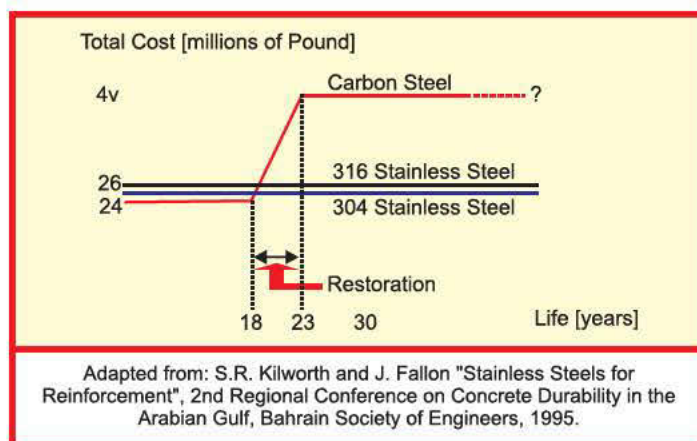 Total Cost [millions of Pound]
4v
Carbon Steel
?
26
316 Stainless Steel
24
304 Stainless Steel
Restoration
18 23 30 Life [years]
Adapted from: S.R. Kilworth and J. Fallon "Stainless Steels for
Reinforcement", 2nd Regional Conference on Concrete Durability in the
Arabian Gulf, Bahrain Society of Engineers, 1995.